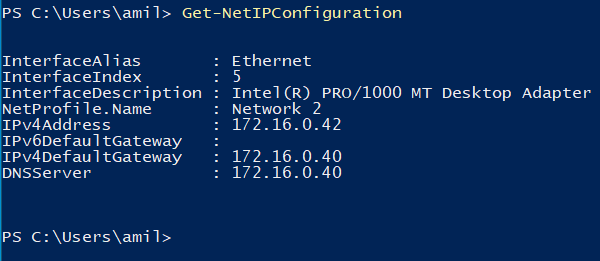 PS C:\Users\amil> Get-NetIPConfiguration
InterfaceAlias       : Ethernet
InterfaceIndex       : 5
InterfaceDescription : Intel(R) PRO/1000 MT Desktop Adapter
NetProfile.Name      : Network 2
IPv4Address          : 172.16.0.42
IPv6DefaultGateway   :
IPv4DefaultGateway   : 172.16.0.40
DNSServer            : 172.16.0.40
PS C:\Users\amil>